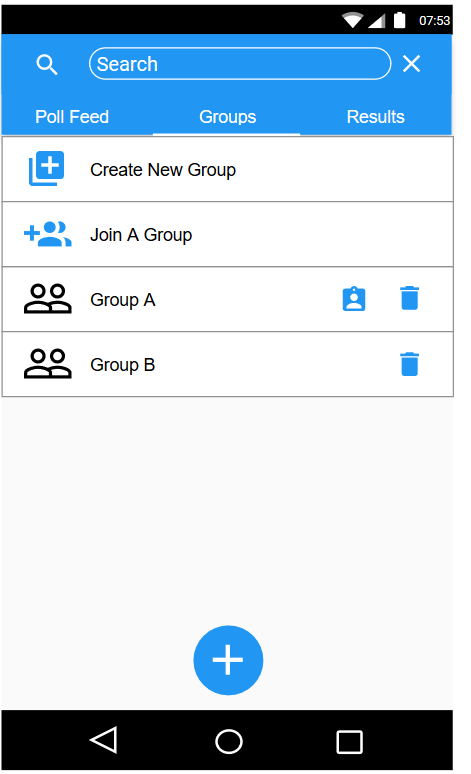 07:53
Search
Poll Feed Groups Results
Create New Group
Join A Group
Group A
Group B